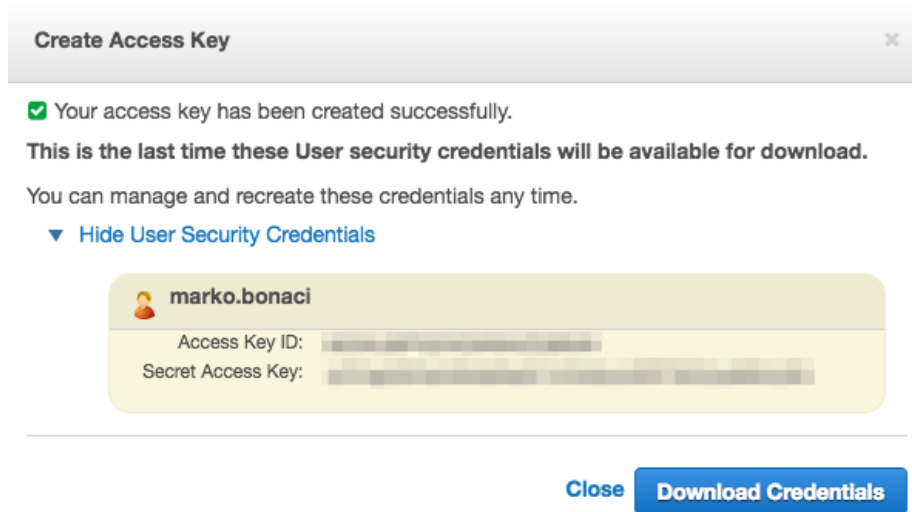 Create Access Key
Your access key has been created successfully.
This is the last time these User security credentials will be available for download.
You can manage and recreate these credentials any time.
Hide User Security Credentials
marko.bonaci
Access Key ID:
Secret Access Key:
Close Download Credentials